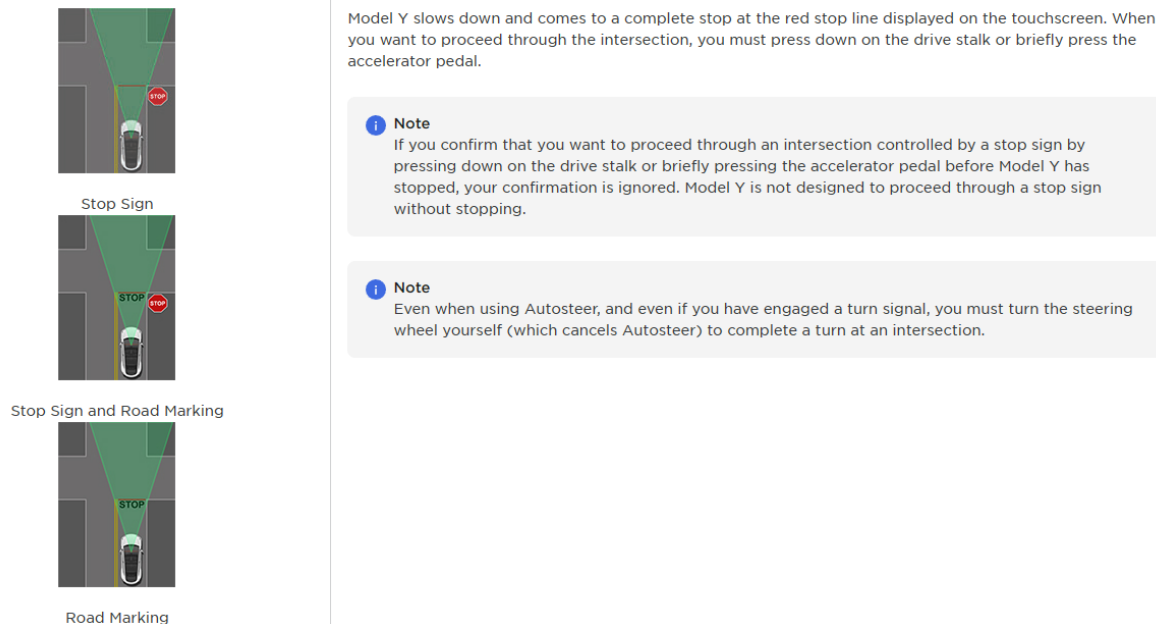 STOP
Stop Sign
STOP
STOP
Stop Sign and Road Marking
STOP
Road Marking
Model Y slows down and comes to a complete stop at the red stop line displayed on the touchscreen. When
you want to proceed through the intersection, you must press down on the drive stalk or briefly press the
accelerator pedal.
Note
If you confirm that you want to proceed through an intersection controlled by a stop sign by
pressing down on the drive stalk or briefly pressing the accelerator pedal before Model Y has
stopped, your confirmation is ignored. Model Y is not designed to proceed through a stop sign
without stopping.
Note
Even when using Autosteer, and even if you have engaged a turn signal, you must turn the steering
wheel yourself (which cancels Autosteer) to complete a turn at an intersection.